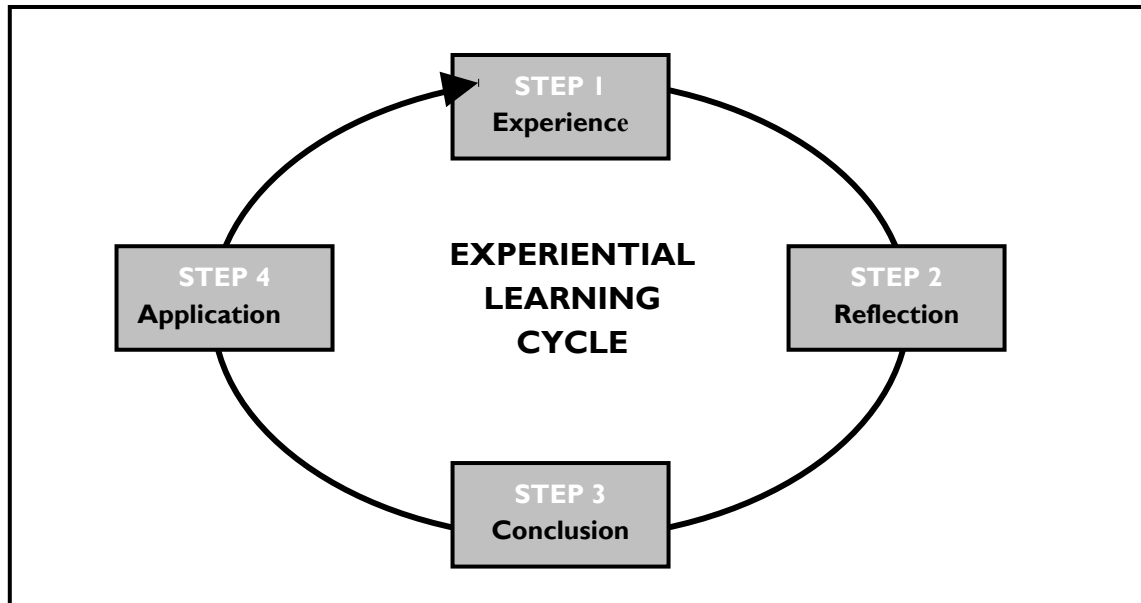 STEP 1
Experience
STEP 4
Application
EXPERIENTIAL
LEARNING
CYCLE
STEP 2
Reflection
STEP 3
Conclusion